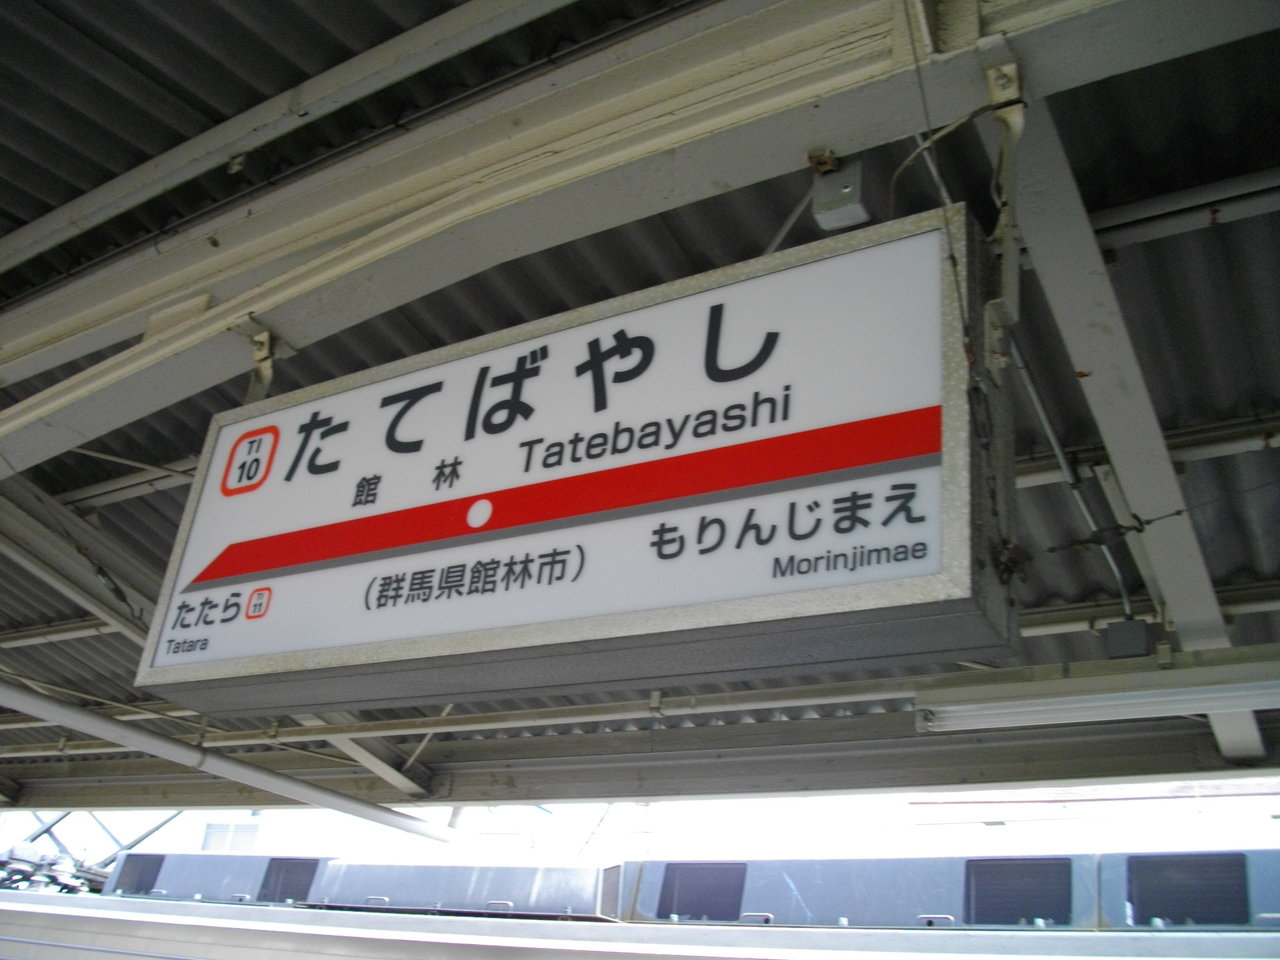 TI
10
たてばやし
館林
Tatebayashi
(群馬県館林市)
たたら
TI
11
Tatara
もりんじまえ
Morinjimae